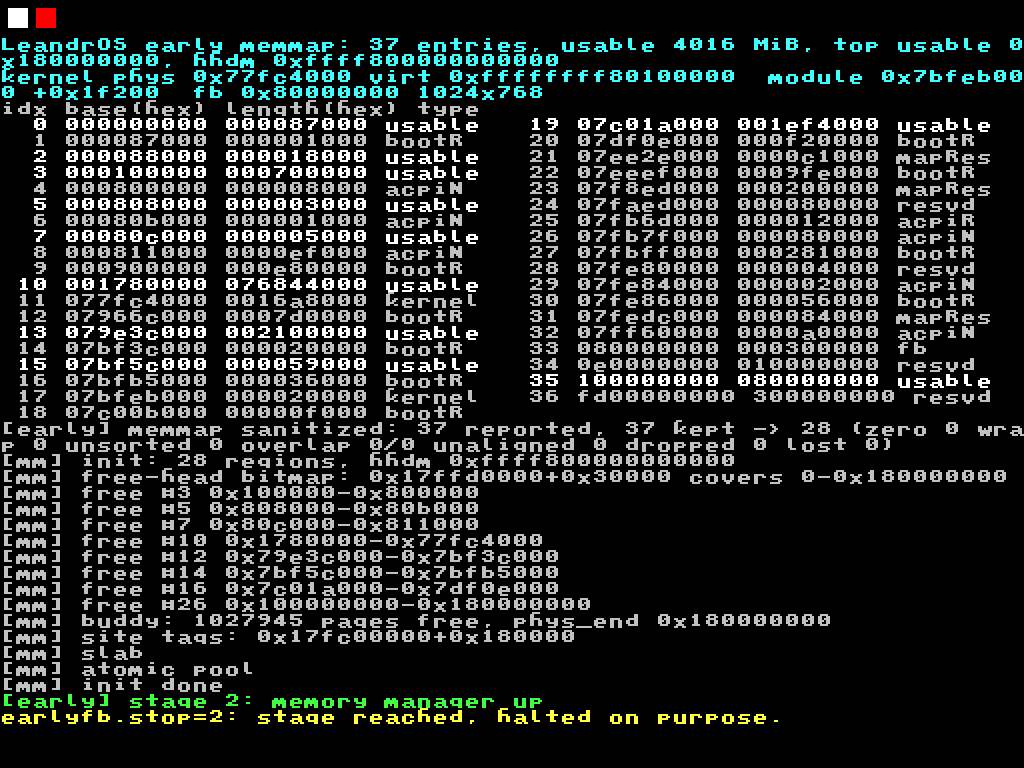 LeandrOS early memmap: 37 entries, usable 4016 MiB, top usable 0
x180000000, hhdm 0xffff800000000000
kernel phys 0x77fc4000 virt 0xffffffff80100000  module 0x7bfeb00
0 +0x1f200  fb 0x80000000 1024x768
idx base(hex) length(hex) type
0 000000000 000087000 usable
1 000087000 000001000 bootR
2 000088000 000018000 usable
3 000100000 000700000 usable
4 000800000 000008000 acpiN
5 000808000 000003000 usable
6 00080b000 000001000 acpiN
7 00080c000 000005000 usable
8 000811000 0000ef000 acpiN
9 000900000 000e80000 bootR
10 001780000 076844000 usable
11 077fc4000 0016a8000 kernel
12 07966c000 0007d0000 bootR
13 079e3c000 002100000 usable
14 07bf3c000 000020000 bootR
15 07bf5c000 000059000 usable
16 07bfb5000 000036000 bootR
17 07bfeb000 000020000 kernel
18 07c00b000 00000f000 bootR
19 07c01a000 001ef4000 usable
20 07df0e000 000f20000 bootR
21 07ee2e000 0000c1000 mapRes
22 07eeef000 0009fe000 bootR
23 07f8ed000 000200000 mapRes
24 07faed000 000080000 resvd
25 07fb6d000 000012000 acpiR
26 07fb7f000 000080000 acpiN
27 07fbff000 000281000 bootR
28 07fe80000 000004000 resvd
29 07fe84000 000002000 acpiN
30 07fe86000 000056000 bootR
31 07fedc000 000084000 mapRes
32 07ff60000 0000a0000 acpiN
33 080000000 000300000 fb
34 0e0000000 010000000 resvd
35 100000000 080000000 usable
36 fd00000000 300000000 resvd
[early] memmap sanitized: 37 reported, 37 kept -> 28 (zero 0 wra
p 0 unsorted 0 overlap 0/0 unaligned 0 dropped 0 lost 0)
[mm] init: 28 regions, hhdm 0xffff800000000000
[mm] free-head bitmap: 0x17ffd0000+0x30000 covers 0-0x180000000
[mm] free #3 0x100000-0x800000
[mm] free #5 0x808000-0x80b000
[mm] free #7 0x80c000-0x811000
[mm] free #10 0x1780000-0x77fc4000
[mm] free #12 0x79e3c000-0x7bf3c000
[mm] free #14 0x7bf5c000-0x7bfb5000
[mm] free #16 0x7c01a000-0x7df0e000
[mm] free #26 0x100000000-0x180000000
[mm] buddy: 1027945 pages free, phys_end 0x180000000
[mm] site tags: 0x17fc00000+0x180000
[mm] slab
[mm] atomic pool
[mm] init done
[early] stage 2: memory manager up
earlyfb.stop=2: stage reached, halted on purpose.